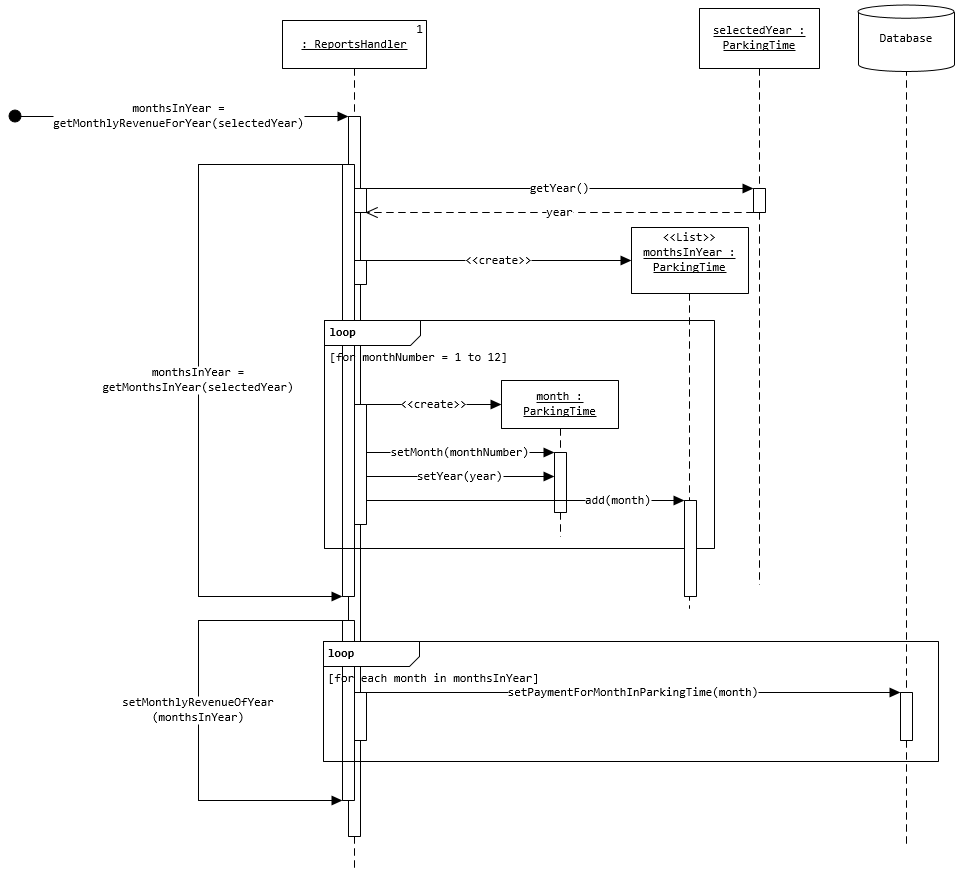 1
: ReportsHandler
selectedYear :
ParkingTime
Database
monthsInYear =
getMonthlyRevenueForYear(selectedYear)
getYear()
year
<<List>>
monthsInYear :
ParkingTime
<<create>>
loop
[for monthNumber = 1 to 12]
monthsInYear =
getMonthsInYear(selectedYear)
<<create>>
month :
ParkingTime
setMonth(monthNumber)
setYear(year)
add(month)
loop
[for each month in monthsInYear]
setPaymentForMonthInParkingTime(month)
setMonthlyRevenueOfYear
(monthsInYear)